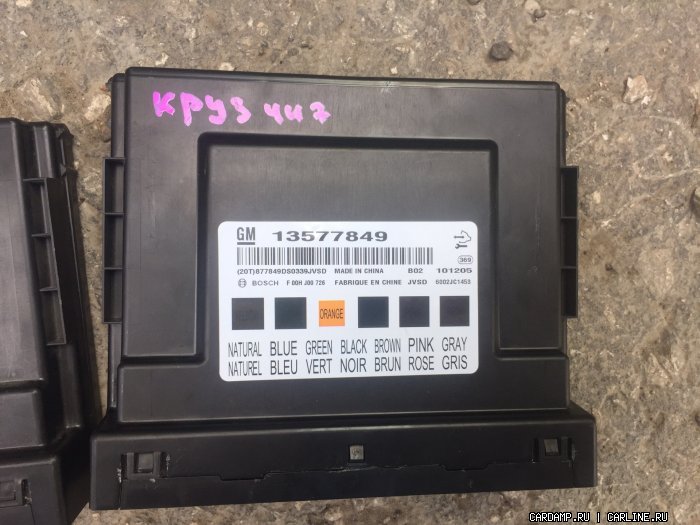 КРУЗ чи7
GM 13577849
(20T)877849DS0339JVSD MADE IN CHINA B02 101205
369
BOSCH F 00H J00 726 FABRIQUE EN CHINE JVSD 6002JC1453
ORANGE
NATURAL BLUE GREEN BLACK BROWN PINK GRAY
NATUREL BLEU VERT NOIR BRUN ROSE GRIS
CARDAMP.RU | CARLINE.RU